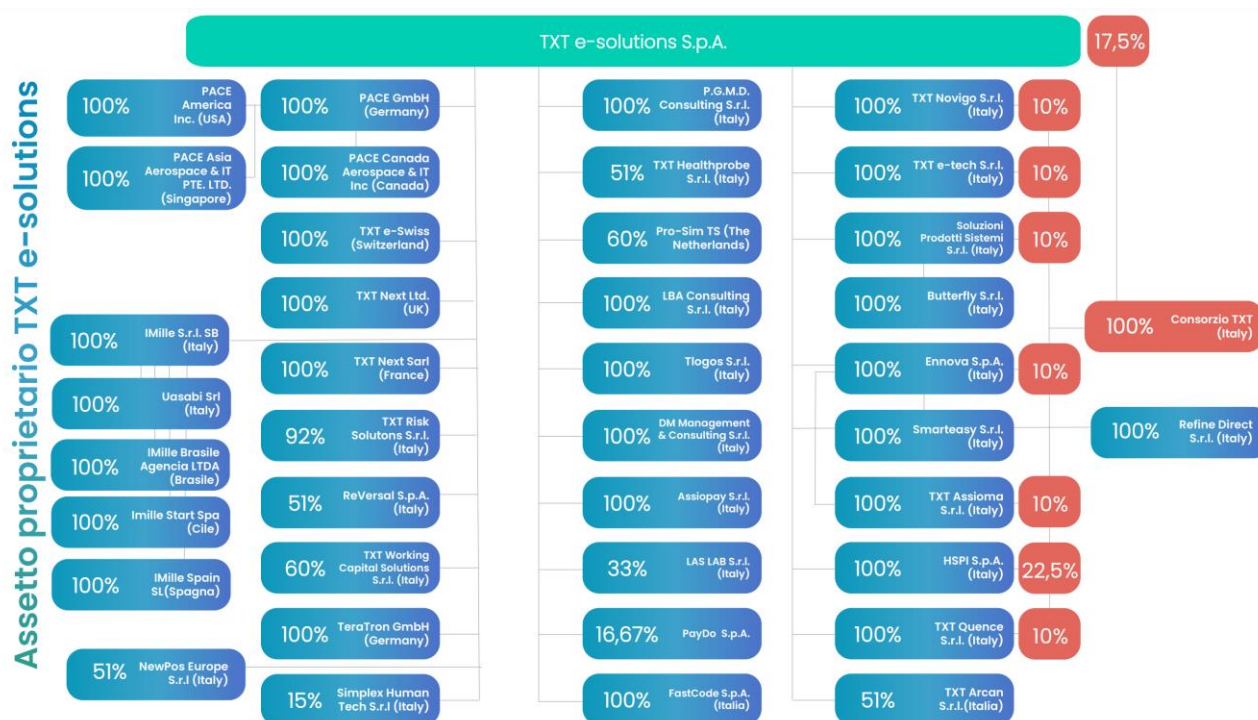 TXT e-solutions S.p.A.
17,5%
Assetto proprietario TXT e-solutions
100%
PACE
America
Inc. (USA)
100%
PACE Asia
Aerospace & IT
PTE. LTD.
(Singapore)
100%
IMille S.r.l. SB
(Italy)
100%
Uasabi Srl
(Italy)
100%
IMille Brasile
Agencia LTDA
(Brasile)
100%
Imille Start Spa
(Cile)
100%
IMille Spain
SL(Spagna)
51%
NewPos Europe
S.r.l (Italy)
100%
PACE GmbH
(Germany)
100%
PACE Canada
Aerospace & IT
Inc (Canada)
100%
TXT e-Swiss
(Switzerland)
100%
TXT Next Ltd.
(UK)
100%
TXT Next Sarl
(France)
92%
TXT Risk
Solutons S.r.l.
(Italy)
51%
ReVersal S.p.A.
(Italy)
60%
TXT Working
Capital Solutions
S.r.l. (Italy)
100%
TeraTron GmbH
(Germany)
15%
Simplex Human
Tech S.r.l (Italy)
100%
P.G.M.D.
Consulting S.r.l.
(Italy)
51%
TXT Healthprobe
S.r.l. (Italy)
60%
Pro-Sim TS (The
Netherlands)
100%
LBA Consulting
S.r.l. (Italy)
100%
Tlogos S.r.l.
(Italy)
100%
DM Management
& Consulting S.r.l.
(Italy)
100%
Assiopay S.r.l.
(Italy)
33%
LAS LAB S.r.l.
(Italy)
16,67%
PayDo S.p.A.
100%
FastCode S.p.A.
(Italia)
100%
TXT Novigo S.r.l.
(Italy)
10%
100%
TXT e-tech S.r.l.
(Italy)
10%
100%
Soluzioni
Prodotti Sistemi
S.r.l. (Italy)
10%
100%
Butterfly S.r.l.
(Italy)
100%
Ennova S.p.A.
(Italy)
10%
100%
Smarteasy S.r.l.
(Italy)
100%
TXT Assioma
S.r.l. (Italy)
10%
100%
HSPI S.p.A.
(Italy)
22,5%
100%
TXT Quence
S.r.l. (Italy)
10%
51%
TXT Arcan
S.r.l.(Italia)
100%
Consorzio TXT
(Italy)
100%
Refine Direct
S.r.l. (Italy)